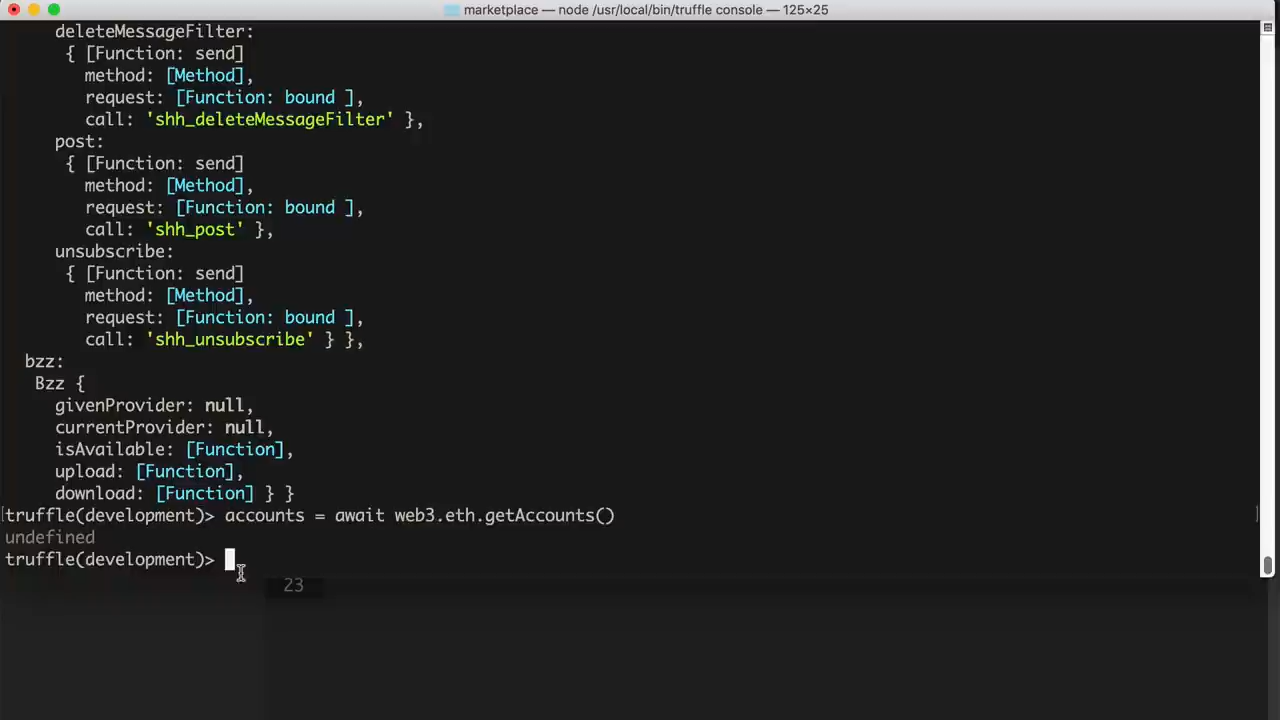 marketplace — node /usr/local/bin/truffle console — 125×25
deleteMessageFilter:
{ [Function: send]
method: [Method],
request: [Function: bound ],
call: 'shh_deleteMessageFilter' },
post:
{ [Function: send]
method: [Method],
request: [Function: bound ],
call: 'shh_post' },
unsubscribe:
{ [Function: send]
method: [Method],
request: [Function: bound ],
call: 'shh_unsubscribe' } },
bzz:
Bzz {
givenProvider: null,
currentProvider: null,
isAvailable: [Function],
upload: [Function],
download: [Function] } }
truffle(development)> accounts = await web3.eth.getAccounts()
undefined
truffle(development)>
23